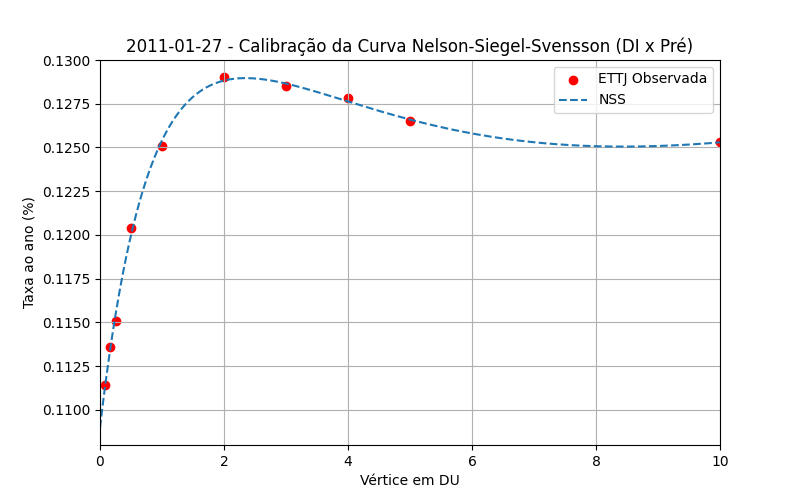 2011-01-27 - Calibração da Curva Nelson-Siegel-Svensson (DI x Pré)
0.1300
0.1275
0.1250
0.1225
0.1200
0.1175
0.1150
0.1125
0.1100
Taxa ao ano (%)
ETTJ Observada
NSS
0 2 4 6 8 10
Vértice em DU